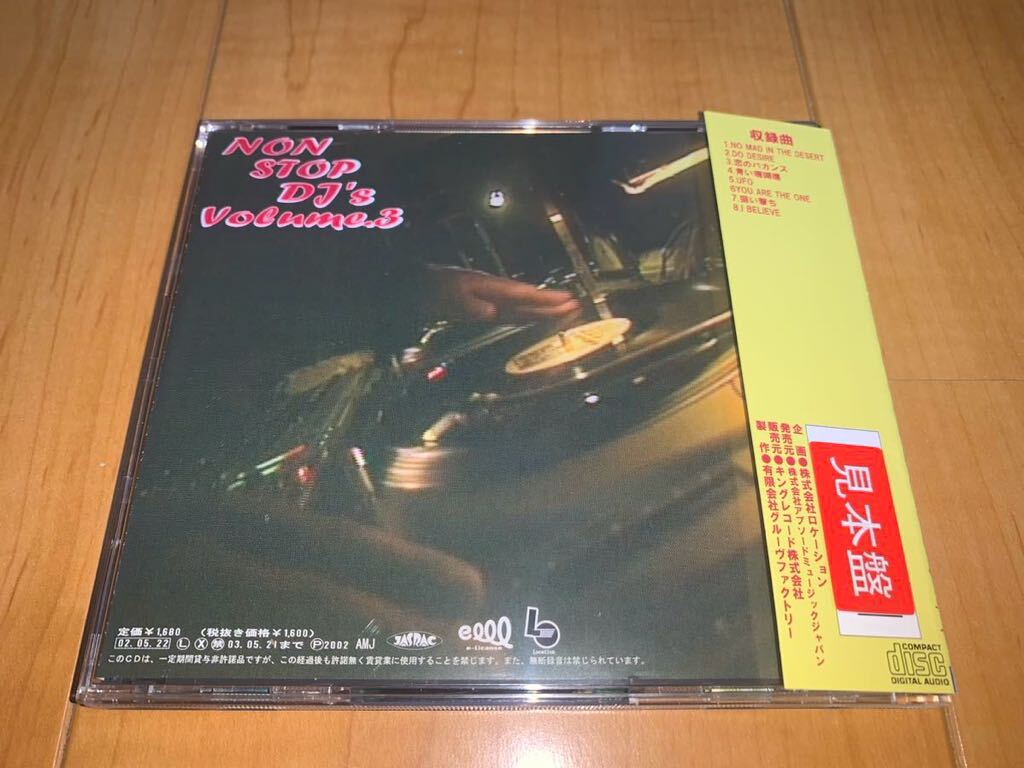 NON
STOP
DJ's
Volume.3
収録曲
1.NO MAD IN THE DESERT
2.DO DESIRE
3.恋のバカンス
4.青い珊瑚礁
5.UFO
6YOU ARE THE ONE
7.狙い撃ち
8.I BELIEVE
企 画●株式会社ロケーション
発売元●株式会社アブソードミュージックジャパン
販売元●キングレコード株式会社
製 作●有限会社グルーヴファクトリー
見本盤
定価¥1,680 (税抜き価格¥1,600)
02.05.22 Ⓛ Ⓧ 禁 03.05.21まで Ⓟ2002 AMJ
JASRAC
elll
e-license
Location
このCDは、一定期間貸与非許諾品ですが、この経過後も許諾無く賃貸業に使用することを禁じます。また、無断録音は禁じられています。
COMPACT
disc
DIGITAL AUDIO